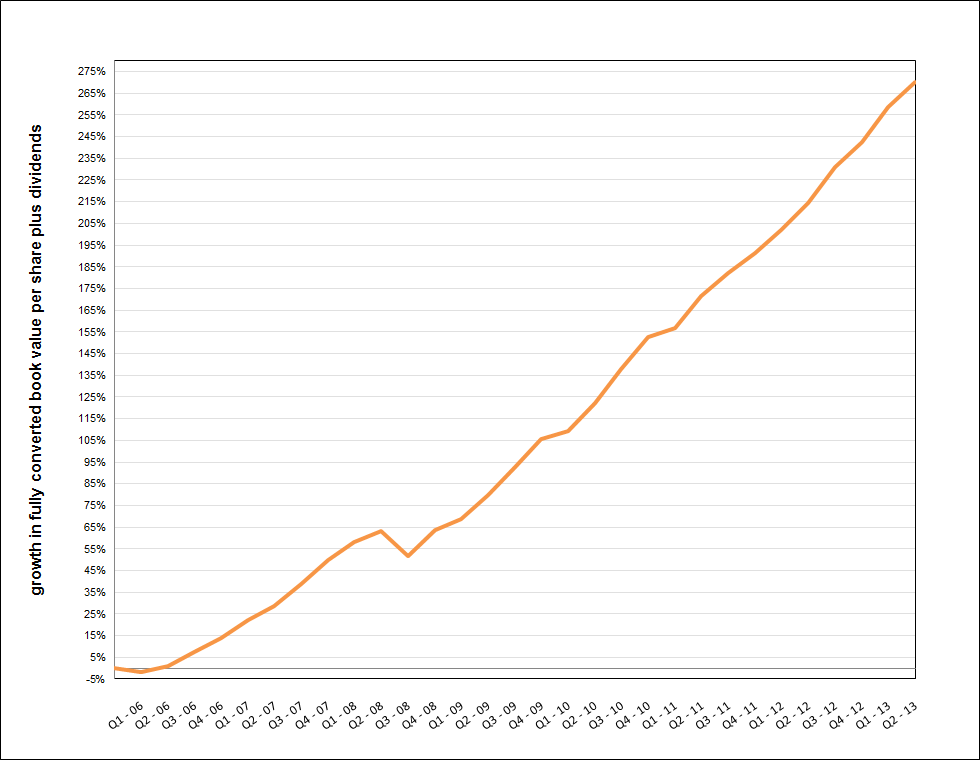 growth in fully converted book value per share plus dividends
275%
265%
255%
245%
235%
225%
215%
205%
195%
185%
175%
165%
155%
145%
135%
125%
115%
105%
95%
85%
75%
65%
55%
45%
35%
25%
15%
5%
-5%
Q1 - 06
Q2 - 06
Q3 - 06
Q4 - 06
Q1 - 07
Q2 - 07
Q3 - 07
Q4 - 07
Q1 - 08
Q2 - 08
Q3 - 08
Q4 - 08
Q1 - 09
Q2 - 09
Q3 - 09
Q4 - 09
Q1 - 10
Q2 - 10
Q3 - 10
Q4 - 10
Q1 - 11
Q2 - 11
Q3 - 11
Q4 - 11
Q1 - 12
Q2 - 12
Q3 - 12
Q4 - 12
Q1 - 13
Q2 - 13